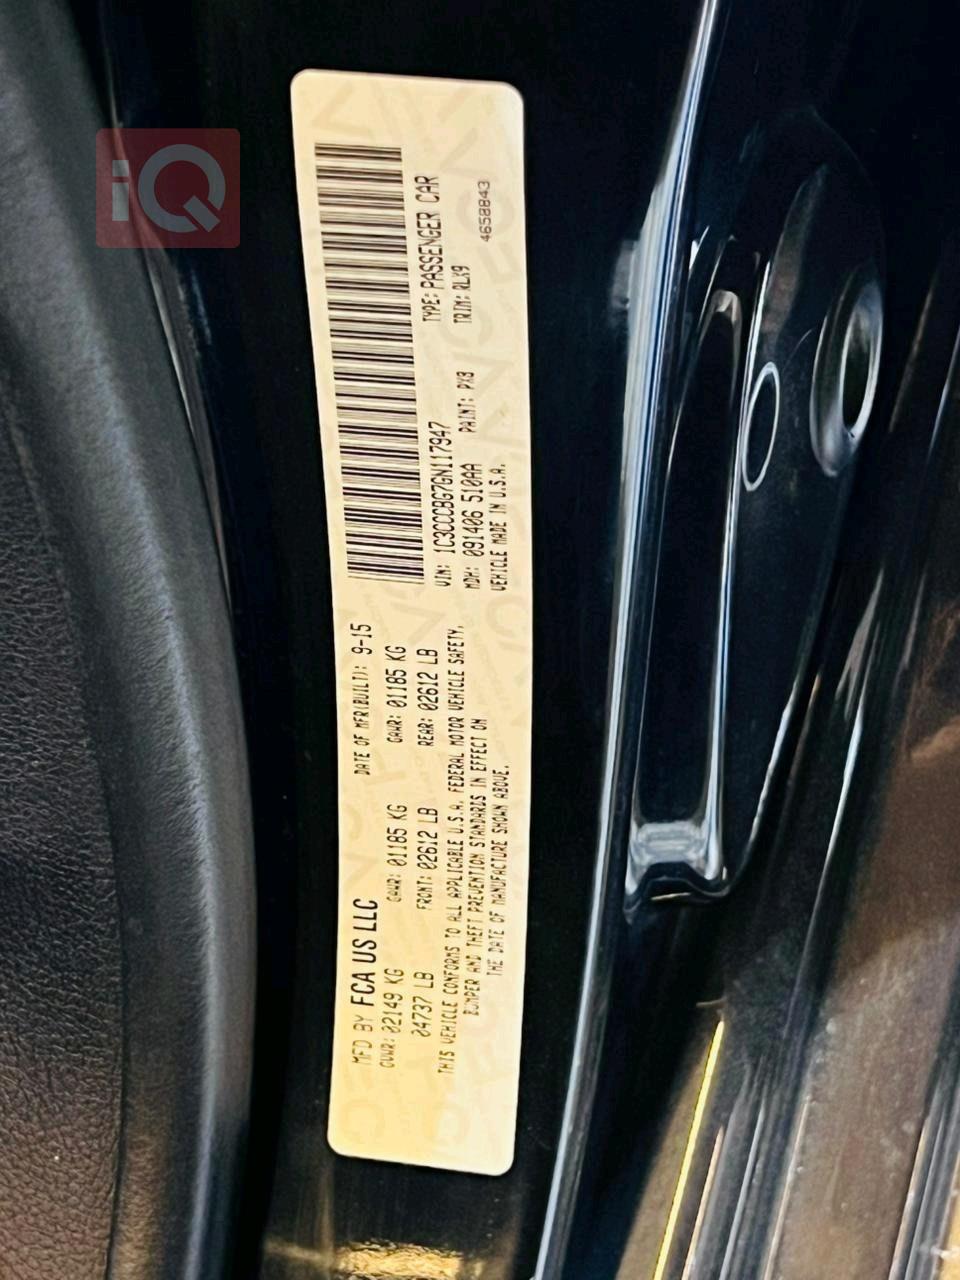 iQ
MFD BY FCA US LLC
DATE OF MFR(BUILT): 9-15
GVWR: 02149 KG
GAWR: 01185 KG
GAWR: 01185 KG
04737 LB
FRONT: 02612 LB
REAR: 02612 LB
THIS VEHICLE CONFORMS TO ALL APPLICABLE U.S.A. FEDERAL MOTOR VEHICLE SAFETY,
BUMPER AND THEFT PREVENTION STANDARDS IN EFFECT ON
THE DATE OF MANUFACTURE SHOWN ABOVE.
VIN: 1C3CCCBG7GN117947
TYPE: PASSENGER CAR
MDH: 091406 510AA
PAINT: PX8
TRIM: RLX9
VEHICLE MADE IN U.S.A.
4658843